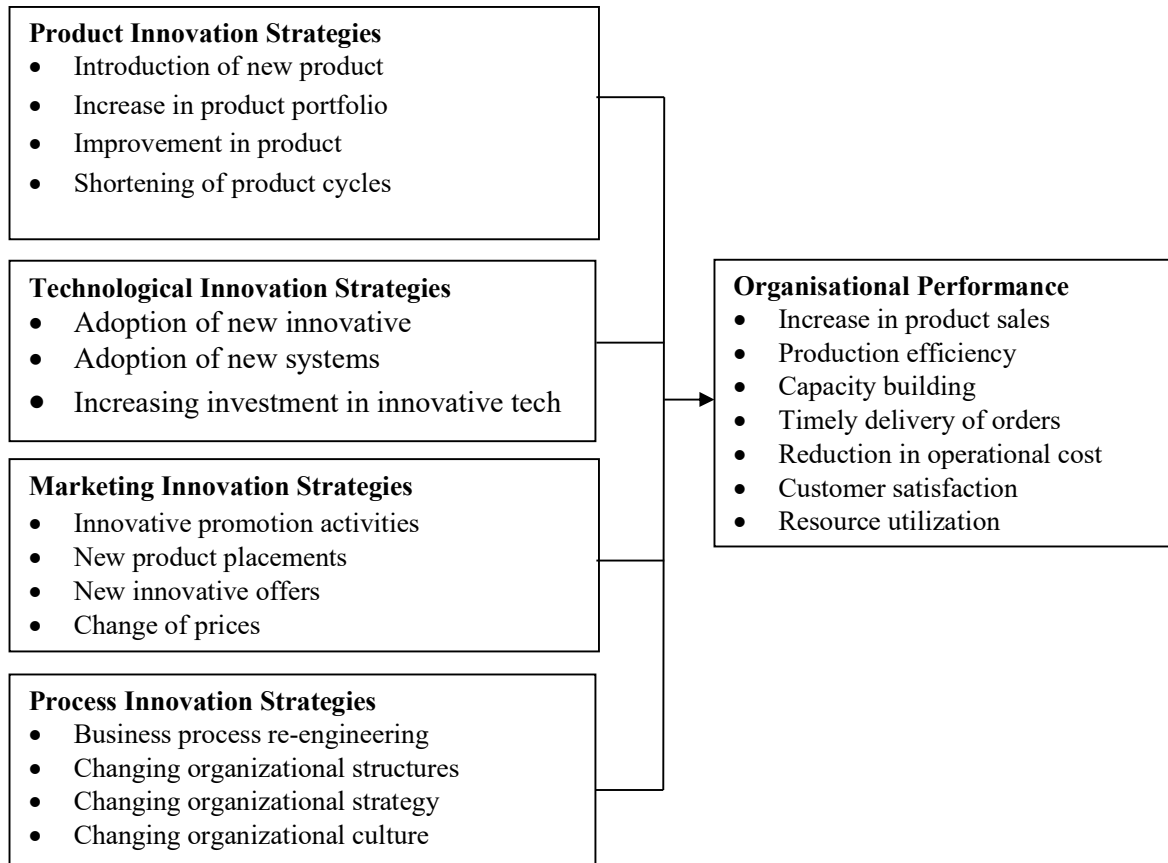 Product Innovation Strategies
• Introduction of new product
• Increase in product portfolio
• Improvement in product
• Shortening of product cycles
Technological Innovation Strategies
• Adoption of new innovative
• Adoption of new systems
• Increasing investment in innovative tech
Marketing Innovation Strategies
• Innovative promotion activities
• New product placements
• New innovative offers
• Change of prices
Process Innovation Strategies
• Business process re-engineering
• Changing organizational structures
• Changing organizational strategy
• Changing organizational culture
Organisational Performance
• Increase in product sales
• Production efficiency
• Capacity building
• Timely delivery of orders
• Reduction in operational cost
• Customer satisfaction
• Resource utilization